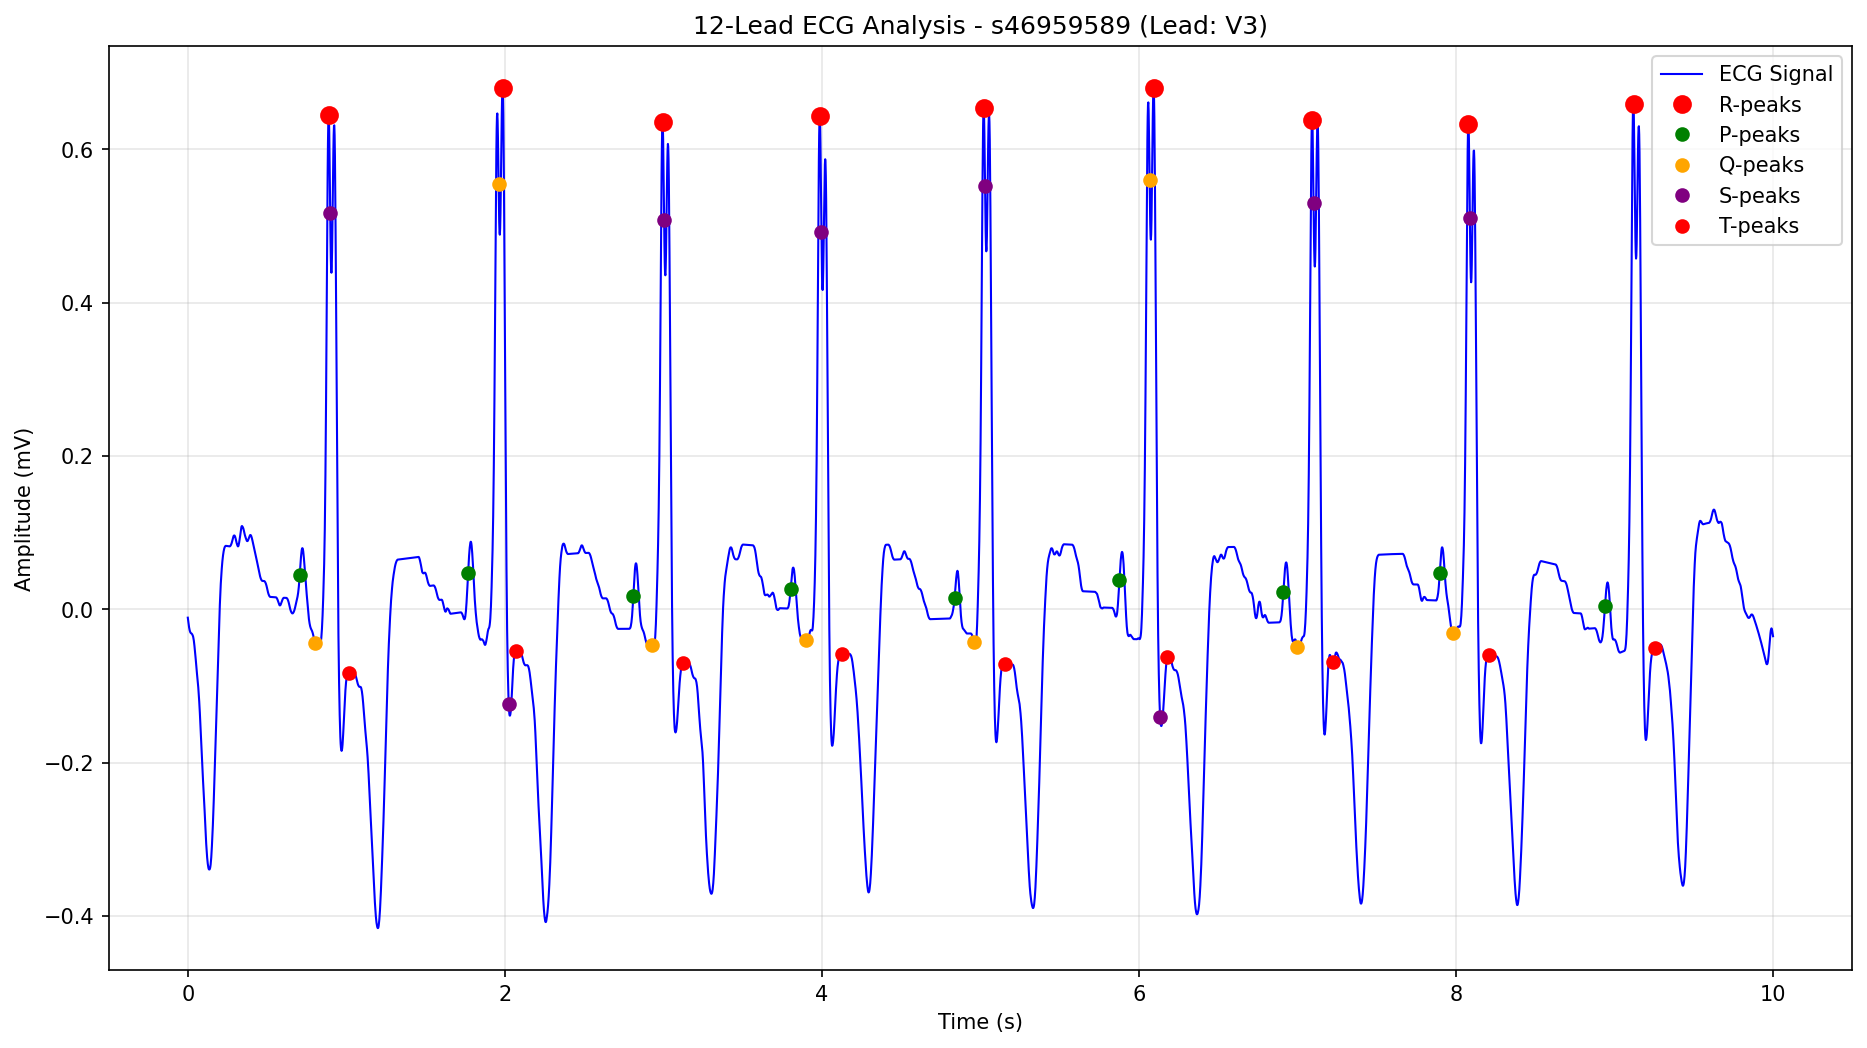 12-Lead ECG Analysis - s46959589 (Lead: V3)
ECG Signal
R-peaks
P-peaks
Q-peaks
S-peaks
T-peaks
Amplitude (mV)
0.6
0.4
0.2
0.0
−0.2
−0.4
0 2 4 6 8 10
Time (s)